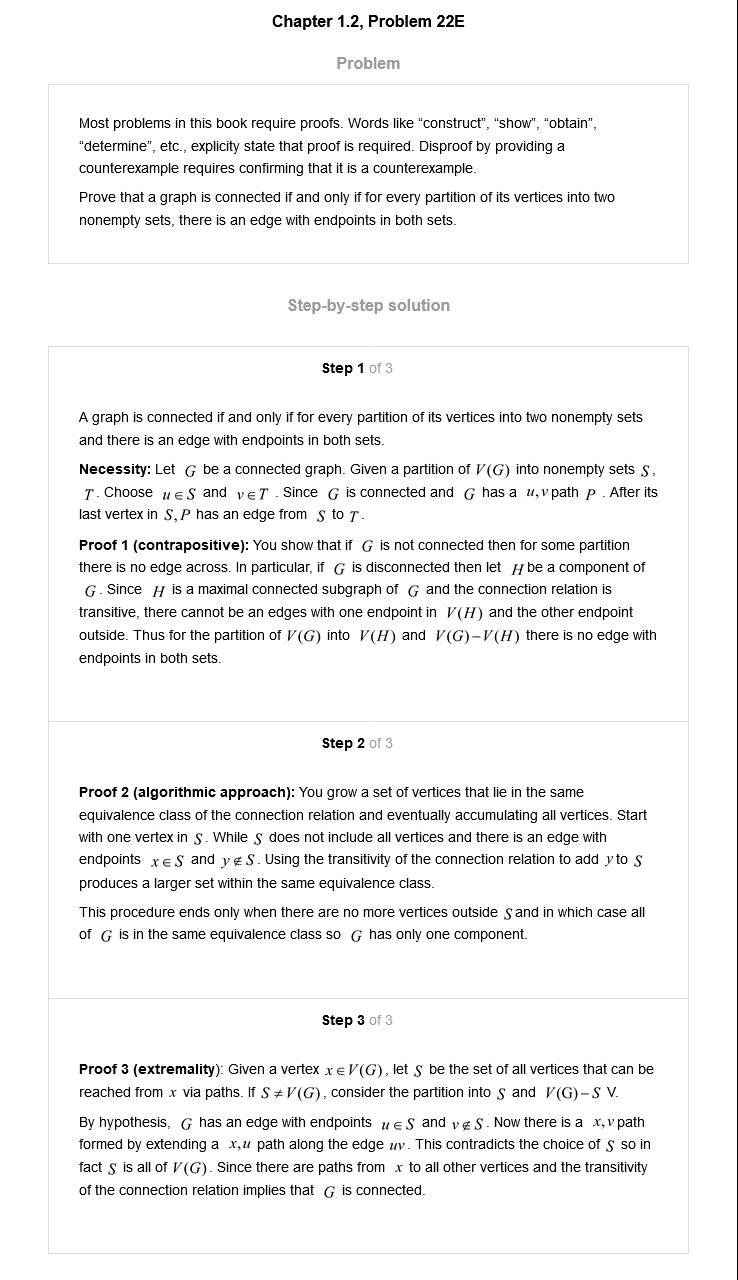 Chapter 1.2, Problem 22E
Problem
Most problems in this book require proofs. Words like “construct”, “show”, “obtain”,
“determine”, etc., explicity state that proof is required. Disproof by providing a
counterexample requires confirming that it is a counterexample.
Prove that a graph is connected if and only if for every partition of its vertices into two
nonempty sets, there is an edge with endpoints in both sets.
Step-by-step solution
Step 1 of 3
A graph is connected if and only if for every partition of its vertices into two nonempty sets
and there is an edge with endpoints in both sets.
Necessity: Let G be a connected graph. Given a partition of V(G) into nonempty sets S,
T. Choose u∈S and v∈T. Since G is connected and G has a u,v path P. After its
last vertex in S,P has an edge from S to T.
Proof 1 (contrapositive): You show that if G is not connected then for some partition
there is no edge across. In particular, if G is disconnected then let H be a component of
G. Since H is a maximal connected subgraph of G and the connection relation is
transitive, there cannot be an edges with one endpoint in V(H) and the other endpoint
outside. Thus for the partition of V(G) into V(H) and V(G)−V(H) there is no edge with
endpoints in both sets.
Step 2 of 3
Proof 2 (algorithmic approach): You grow a set of vertices that lie in the same
equivalence class of the connection relation and eventually accumulating all vertices. Start
with one vertex in S. While S does not include all vertices and there is an edge with
endpoints x∈S and y∉S. Using the transitivity of the connection relation to add y to S
produces a larger set within the same equivalence class.
This procedure ends only when there are no more vertices outside S and in which case all
of G is in the same equivalence class so G has only one component.
Step 3 of 3
Proof 3 (extremality): Given a vertex x∈V(G), let S be the set of all vertices that can be
reached from x via paths. If S≠V(G), consider the partition into S and V(G)−S V.
By hypothesis, G has an edge with endpoints u∈S and v∉S. Now there is a x,v path
formed by extending a x,u path along the edge uv. This contradicts the choice of S so in
fact S is all of V(G). Since there are paths from x to all other vertices and the transitivity
of the connection relation implies that G is connected.